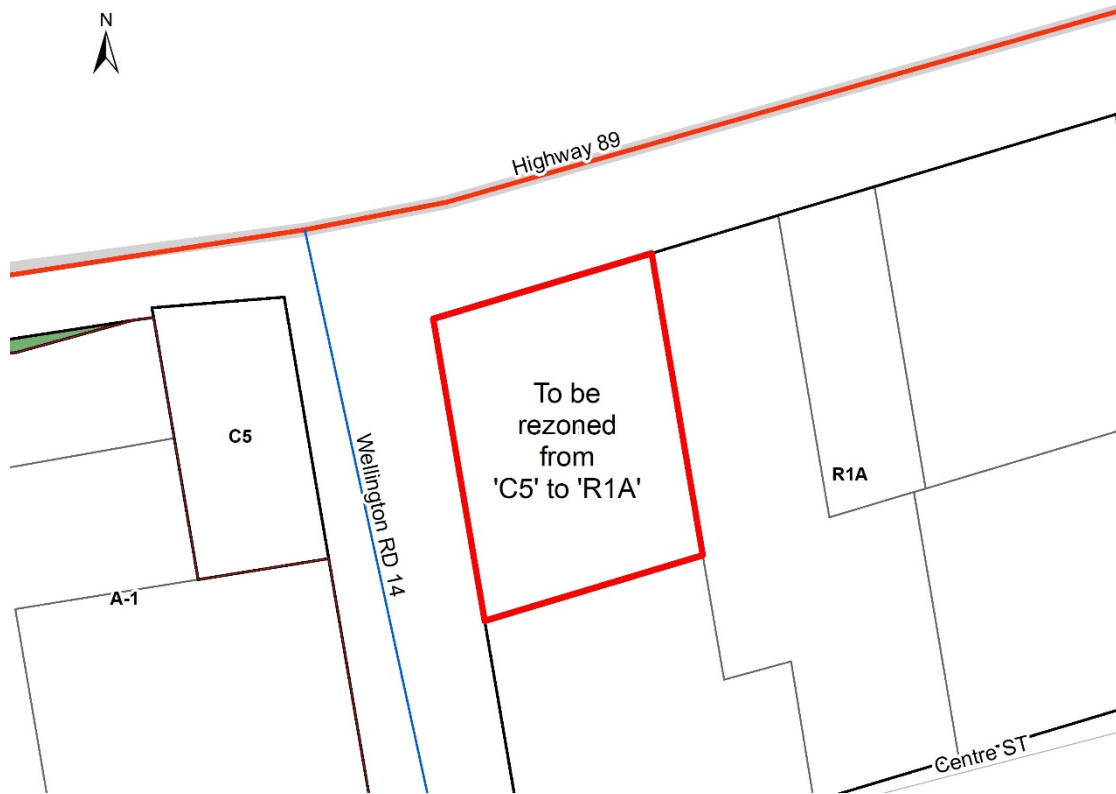 N
Highway 89
To be
rezoned
from
'C5' to 'R1A'
C5
Wellington RD 14
R1A
A-1
Centre ST